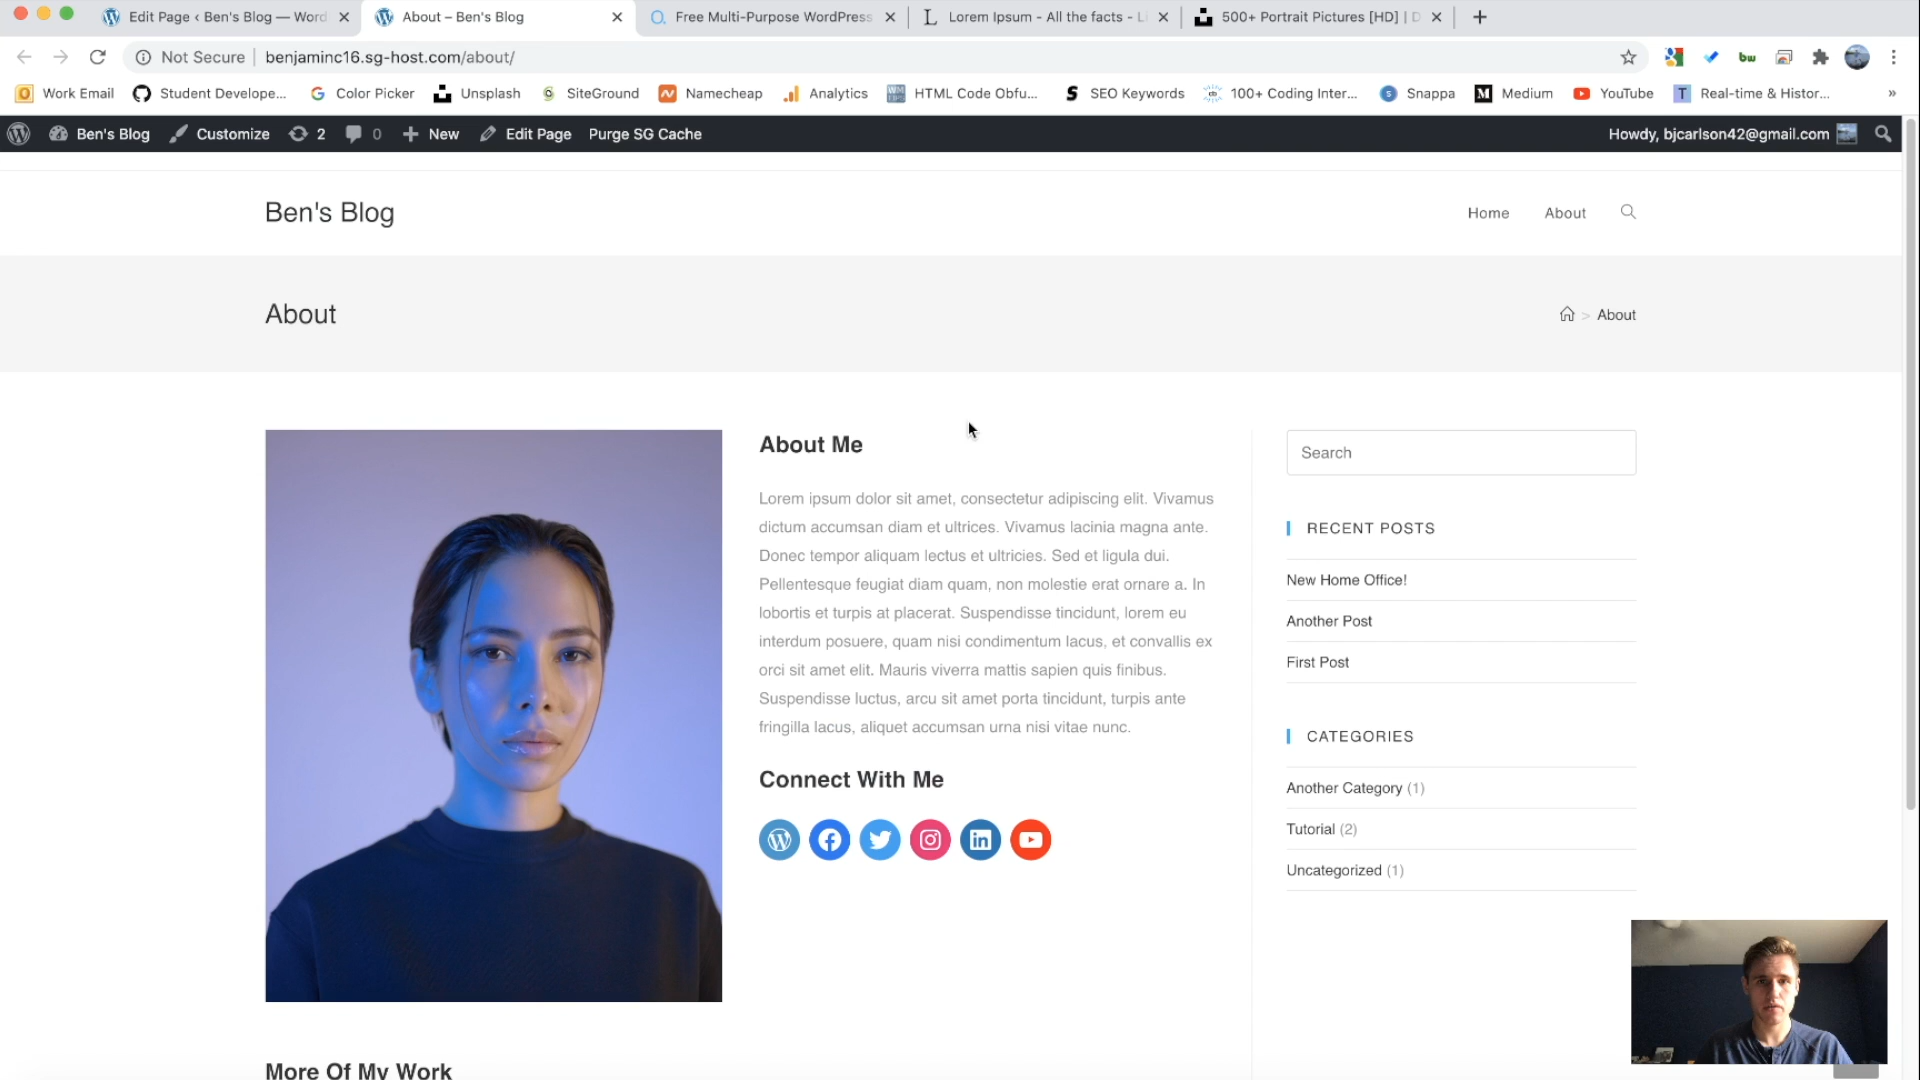 Edit Page ‹ Ben's Blog — Word
About – Ben's Blog
Free Multi-Purpose WordPress
Lorem Ipsum - All the facts - L
500+ Portrait Pictures [HD] | D
Not Secure
benjaminc16.sg-host.com/about/
Work Email
Student Develope...
Color Picker
Unsplash
SiteGround
Namecheap
Analytics
HTML Code Obfu...
SEO Keywords
100+ Coding Inter...
Snappa
Medium
YouTube
Real-time & Histor...
»
Ben's Blog
Customize
2
0
New
Edit Page
Purge SG Cache
Howdy, bjcarlson42@gmail.com
Ben's Blog
Home
About
About
> About
About Me
Lorem ipsum dolor sit amet, consectetur adipiscing elit. Vivamus
dictum accumsan diam et ultrices. Vivamus lacinia magna ante.
Donec tempor aliquam lectus et ultricies. Sed et ligula dui.
Pellentesque feugiat diam quam, non molestie erat ornare a. In
lobortis et turpis at placerat. Suspendisse tincidunt, lorem eu
interdum posuere, quam nisi condimentum lacus, et convallis ex
orci sit amet elit. Mauris viverra mattis sapien quis finibus.
Suspendisse luctus, arcu sit amet porta tincidunt, turpis ante
fringilla lacus, aliquet accumsan urna nisi vitae nunc.
Connect With Me
Search
RECENT POSTS
New Home Office!
Another Post
First Post
CATEGORIES
Another Category (1)
Tutorial (2)
Uncategorized (1)
More Of My Work